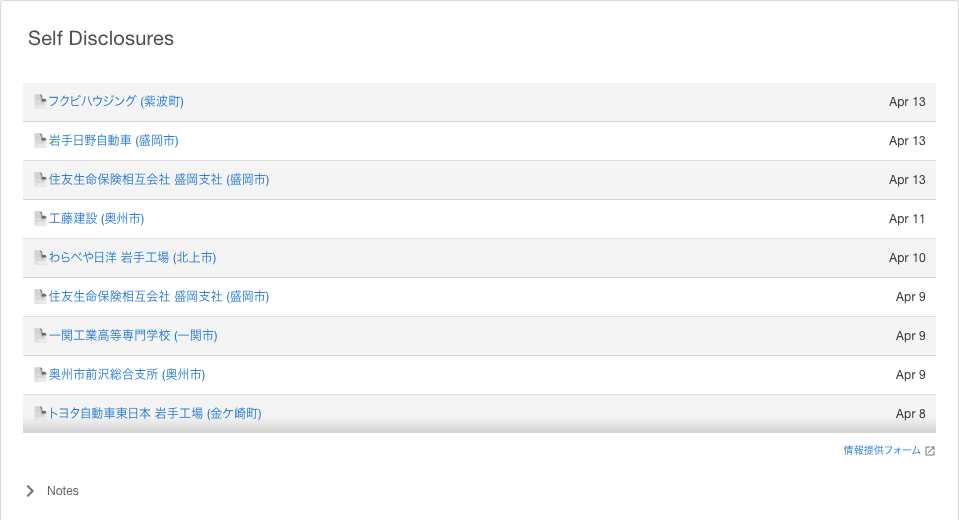 Self Disclosures
フクビハウジング (紫波町) Apr 13
岩手日野自動車 (盛岡市) Apr 13
住友生命保険相互会社 盛岡支社 (盛岡市) Apr 13
工藤建設 (奥州市) Apr 11
わらべや日洋 岩手工場 (北上市) Apr 10
住友生命保険相互会社 盛岡支社 (盛岡市) Apr 9
一関工業高等専門学校 (一関市) Apr 9
奥州市前沢総合支所 (奥州市) Apr 9
トヨタ自動車東日本 岩手工場 (金ケ崎町) Apr 8
情報提供フォーム
Notes